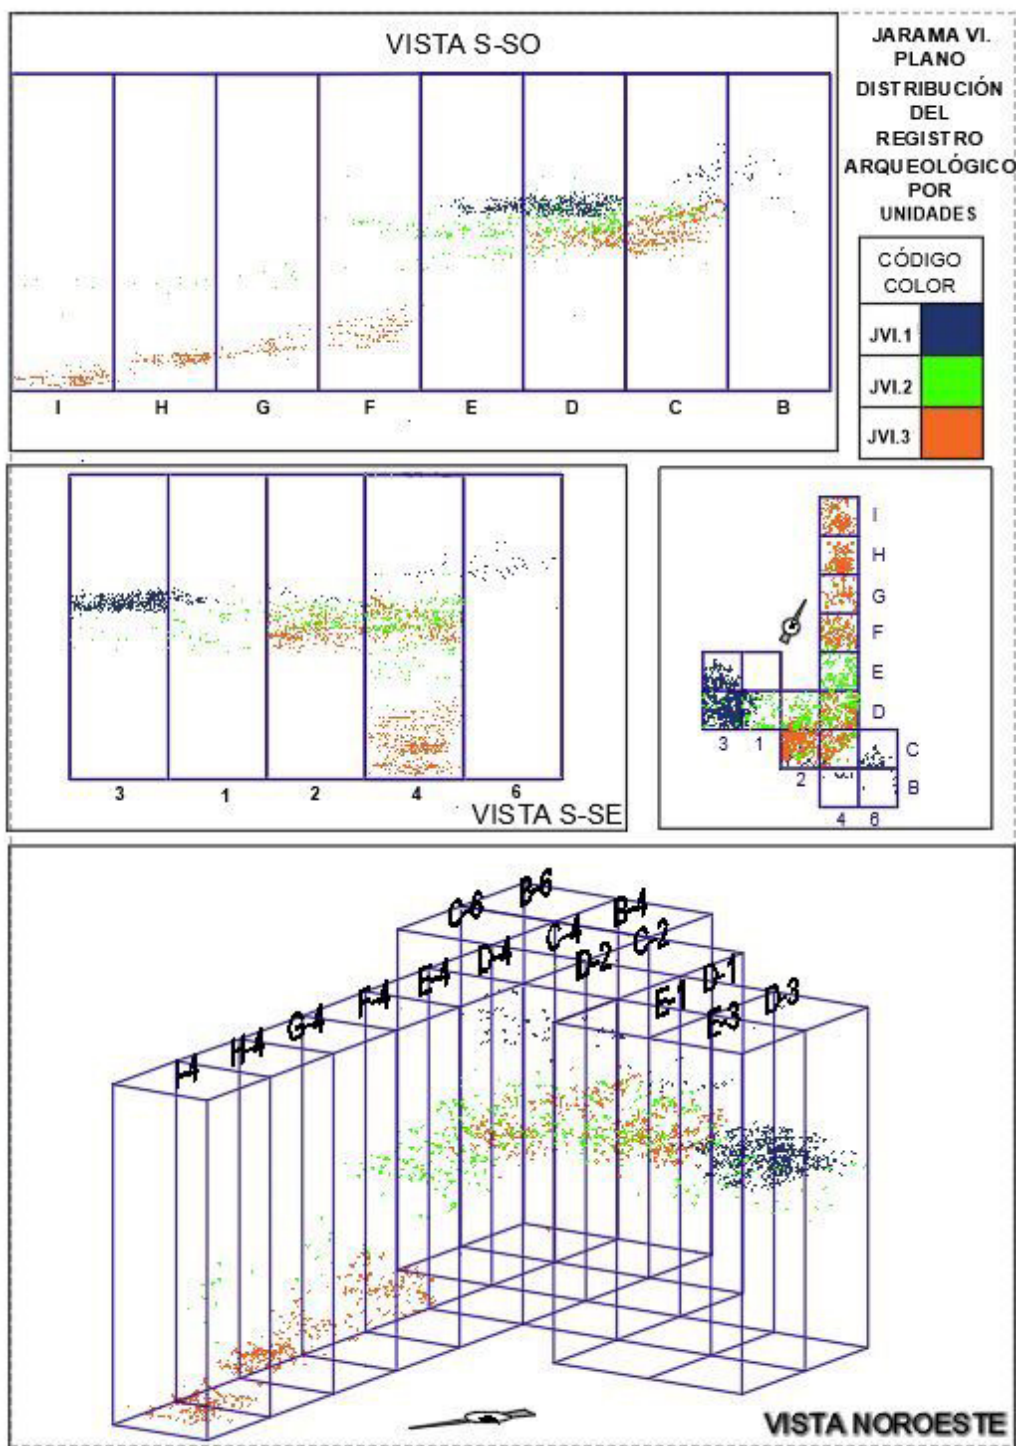 VISTA S-SO
JARAMA VI.
PLANO
DISTRIBUCIÓN
DEL
REGISTRO
ARQUEOLÓGICO
POR
UNIDADES
CÓDIGO
COLOR
JVI.1
JVI.2
JVI.3
I H G F E D C B
3 1 2 4 6
VISTA S-SE
I
H
G
F
E
D
3 1
C
2
B
4 6
B-6
C-6
B-4
C-4
C-2
D-4
D-2
E-4
D-1
F-4
E-1
D-3
G-4
E-3
H-4
I-4
VISTA NOROESTE